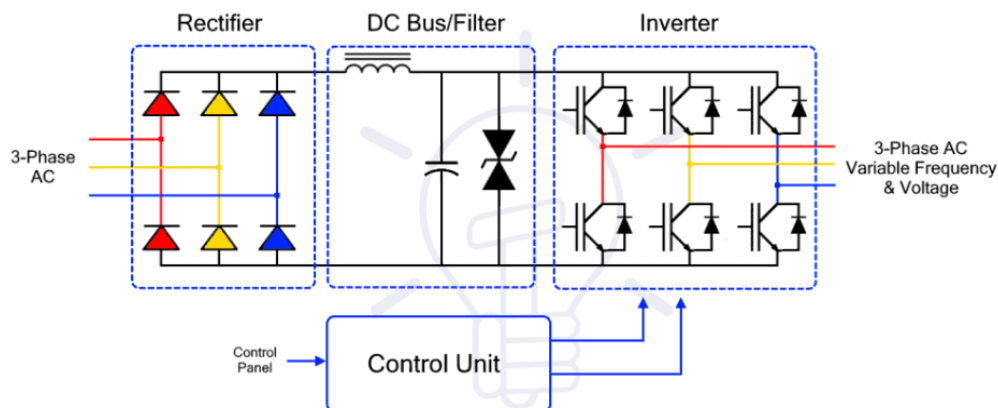 Rectifier
DC Bus/Filter
Inverter
3-Phase
AC
3-Phase AC
Variable Frequency
& Voltage
Control
Panel
Control Unit